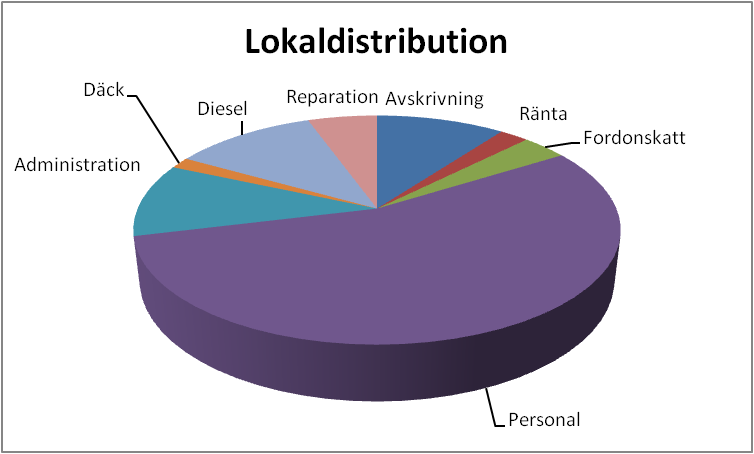 Lokaldistribution
Däck
Diesel
Reparation
Avskrivning
Ränta
Fordonskatt
Administration
Personal